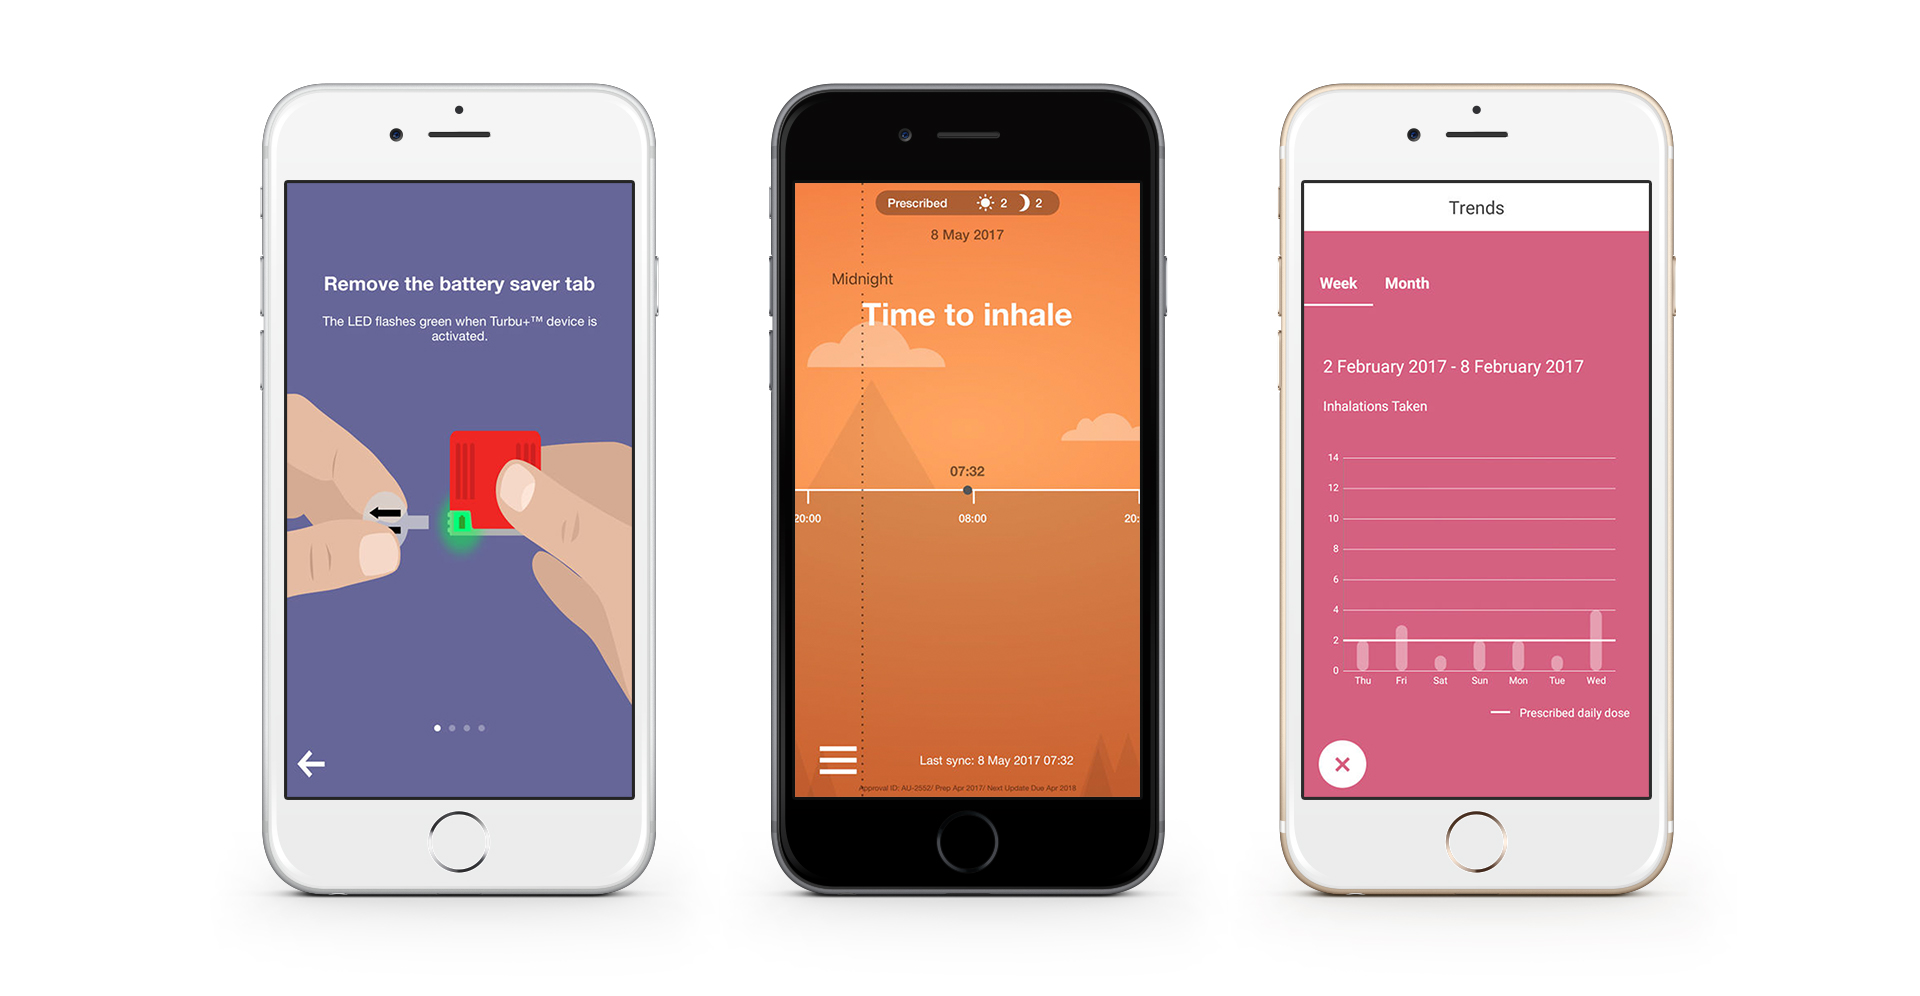 Remove the battery saver tab
The LED flashes green when Turbu+™ device is
activated.
Prescribed 2 2
8 May 2017
Midnight
Time to inhale
07:32
20:00 08:00 20:
Last sync: 8 May 2017 07:32
Approval ID: AU-2552/ Prep Apr 2017/ Next Update Due Apr 2018
Trends
Week Month
2 February 2017 - 8 February 2017
Inhalations Taken
14
12
10
8
6
4
2
0
Thu Fri Sat Sun Mon Tue Wed
Prescribed daily dose